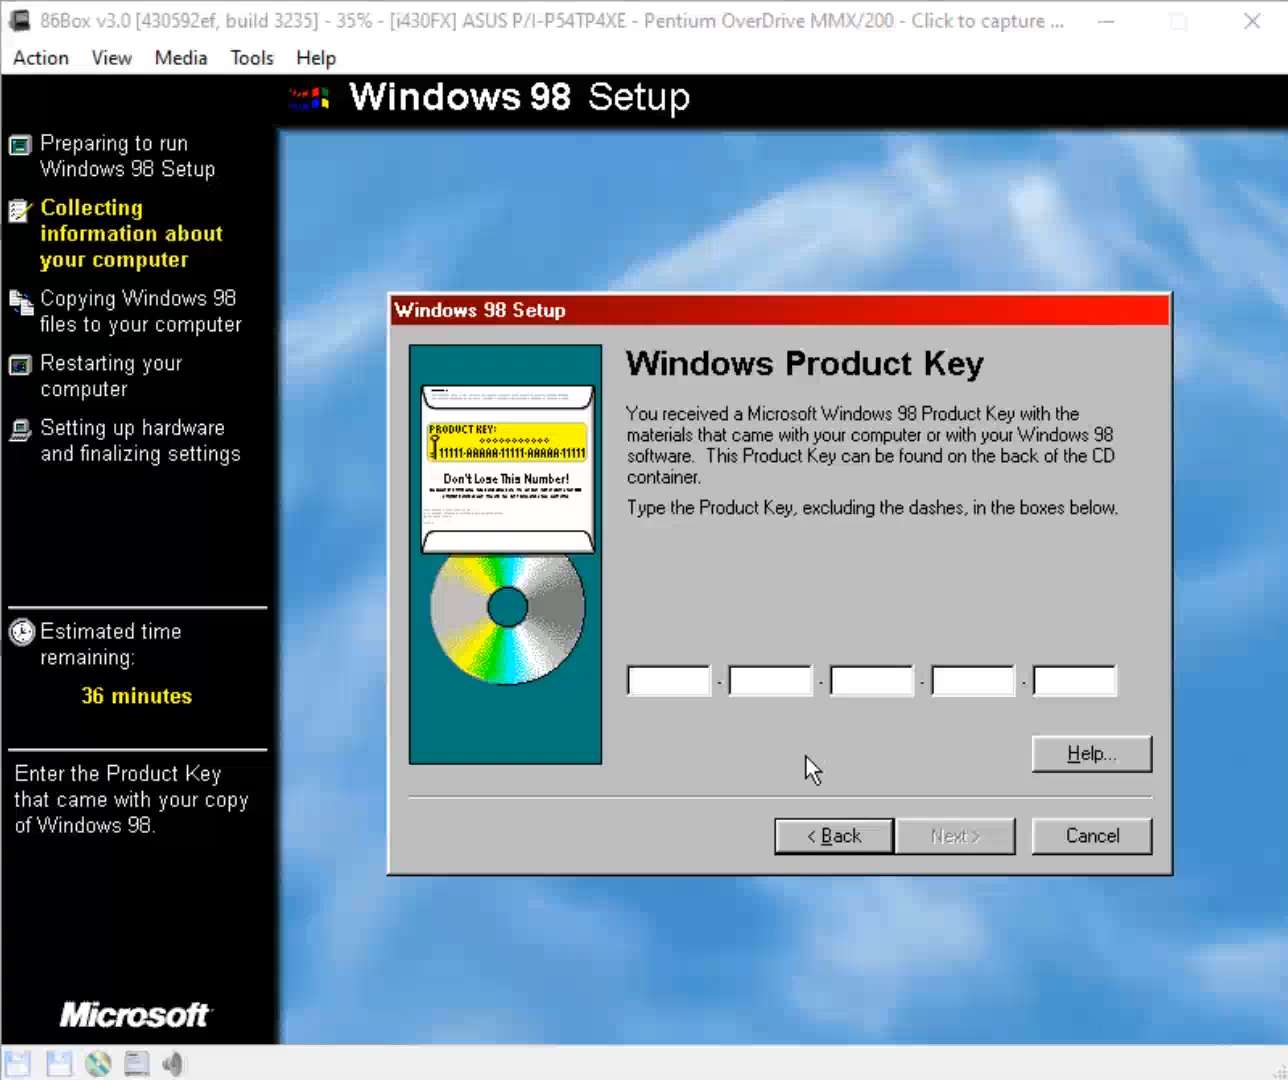 86Box v3.0 [430592ef, build 3235] - 35% - [i430FX] ASUS P/I-P54TP4XE - Pentium OverDrive MMX/200 - Click to capture ...
Action View Media Tools Help
Windows 98 Setup
Preparing to run
Windows 98 Setup
Collecting
information about
your computer
Copying Windows 98
files to your computer
Restarting your
computer
Setting up hardware
and finalizing settings
Estimated time
remaining:
36 minutes
Enter the Product Key
that came with your copy
of Windows 98.
Microsoft
Windows 98 Setup
PRODUCT KEY:
11111-AAAAA-11111-AAAAA-11111
Don't Lose This Number!
Windows Product Key
You received a Microsoft Windows 98 Product Key with the
materials that came with your computer or with your Windows 98
software. This Product Key can be found on the back of the CD
container.
Type the Product Key, excluding the dashes, in the boxes below.
- - - -
Help...
< Back Next > Cancel